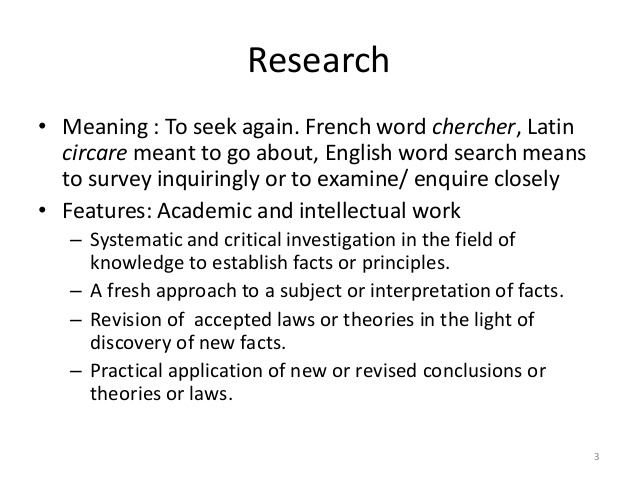 Research
• Meaning : To seek again. French word chercher, Latin
circare meant to go about, English word search means
to survey inquiringly or to examine/ enquire closely
• Features: Academic and intellectual work
– Systematic and critical investigation in the field of
knowledge to establish facts or principles.
– A fresh approach to a subject or interpretation of facts.
– Revision of  accepted laws or theories in the light of
discovery of new facts.
– Practical application of new or revised conclusions or
theories or laws.
3